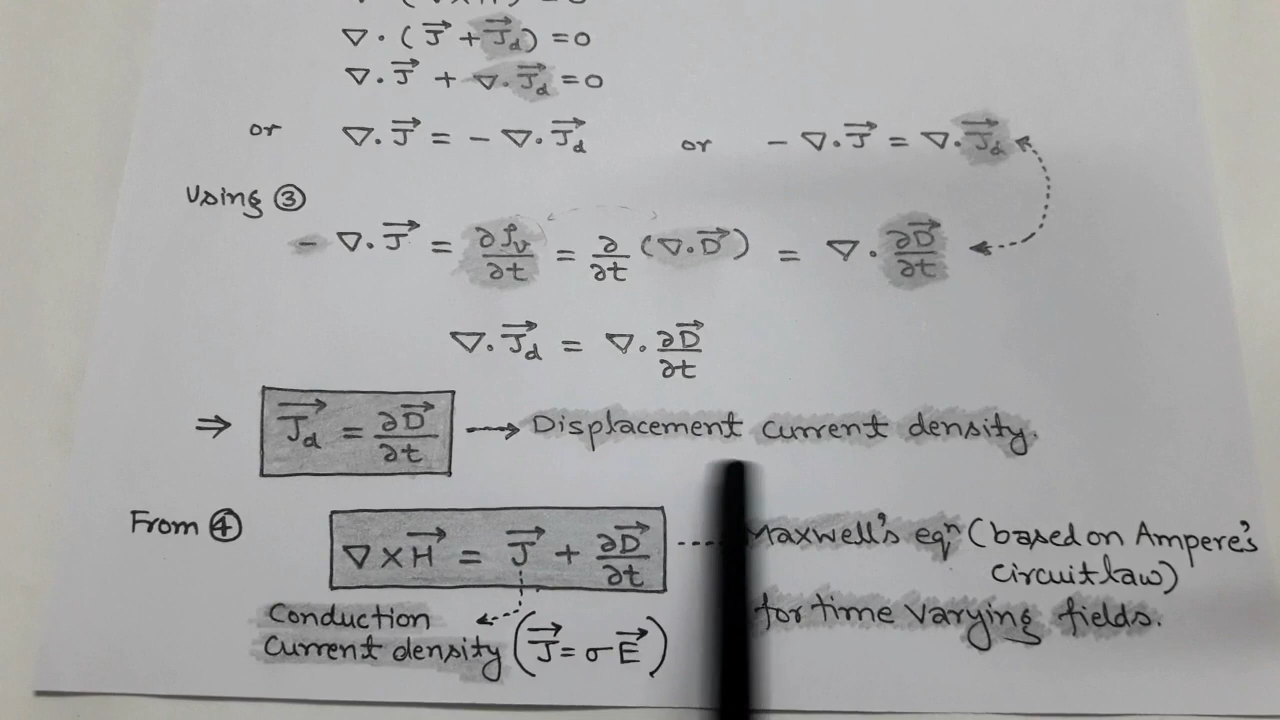 ∇ · (J⃗ + J⃗d) = 0
∇ . J⃗ + ∇ . J⃗d = 0
or ∇ . J⃗ = − ∇ . J⃗d or − ∇ . J⃗ = ∇ . J⃗d
Using ③
− ∇ . J⃗ = ∂ρv/∂t = ∂/∂t (∇ . D⃗) = ∇ . ∂D⃗/∂t
∇ . J⃗d = ∇ . ∂D⃗/∂t
⇒ J⃗d = ∂D⃗/∂t → Displacement current density.
From ④ ∇ × H⃗ = J⃗ + ∂D⃗/∂t ---- Maxwell's eqⁿ (based on Ampere's
circuit law)
for time varying fields.
Conduction
current density (J⃗ = σE⃗)